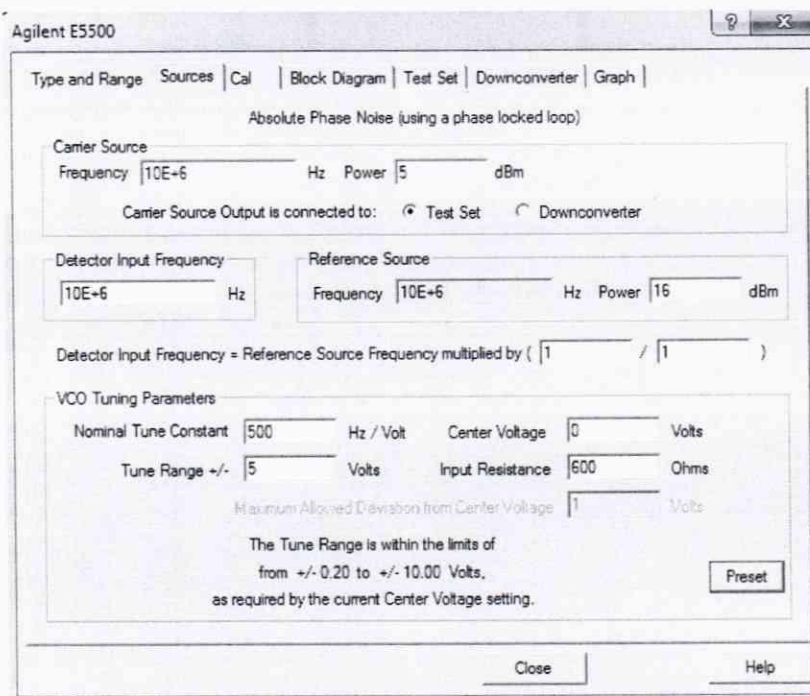 Agilent E5500
Type and Range Sources Cal Block Diagram Test Set Downconverter Graph
Absolute Phase Noise (using a phase locked loop)
Carrier Source
Frequency 10E+6 Hz Power 5 dBm
Carrier Source Output is connected to: Test Set Downconverter
Detector Input Frequency
10E+6 Hz
Reference Source
Frequency 10E+6 Hz Power 16 dBm
Detector Input Frequency = Reference Source Frequency multiplied by ( 1 / 1 )
VCO Tuning Parameters
Nominal Tune Constant 500 Hz / Volt Center Voltage 0 Volts
Tune Range +/- 5 Volts Input Resistance 600 Ohms
Maximum Allowed Deviation from Center Voltage 1 Volts
The Tune Range is within the limits of
from +/- 0.20 to +/- 10.00 Volts,
as required by the current Center Voltage setting.
Preset
Close Help